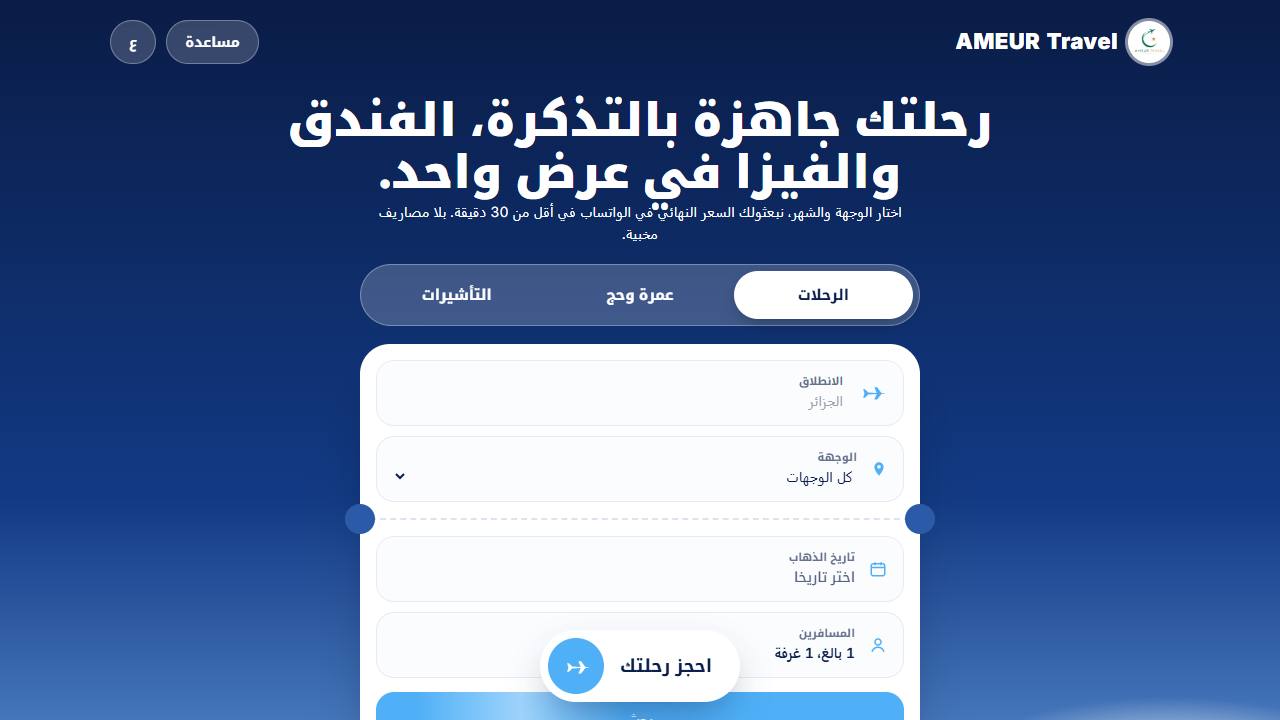 AMEUR Travel
مساعدة
ع
رحلتك جاهزة بالتذكرة، الفندق
والفيزا في عرض واحد.
اختار الوجهة والشهر، نبعثولك السعر النهائي في الواتساب في أقل من 30 دقيقة. بلا مصاريف
مخبية.
الرحلات
عمرة وحج
التأشيرات
الانطلاق
الجزائر
الوجهة
كل الوجهات
تاريخ الذهاب
اختر تاريخا
المسافرين
1 بالغ، 1 غرفة
احجز رحلتك